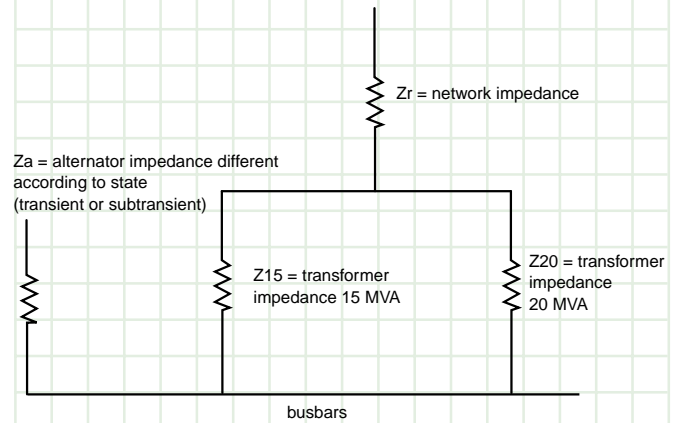 Zr = network impedance
Za = alternator impedance different
according to state
(transient or subtransient)
Z15 = transformer
impedance 15 MVA
Z20 = transformer
impedance
20 MVA
busbars